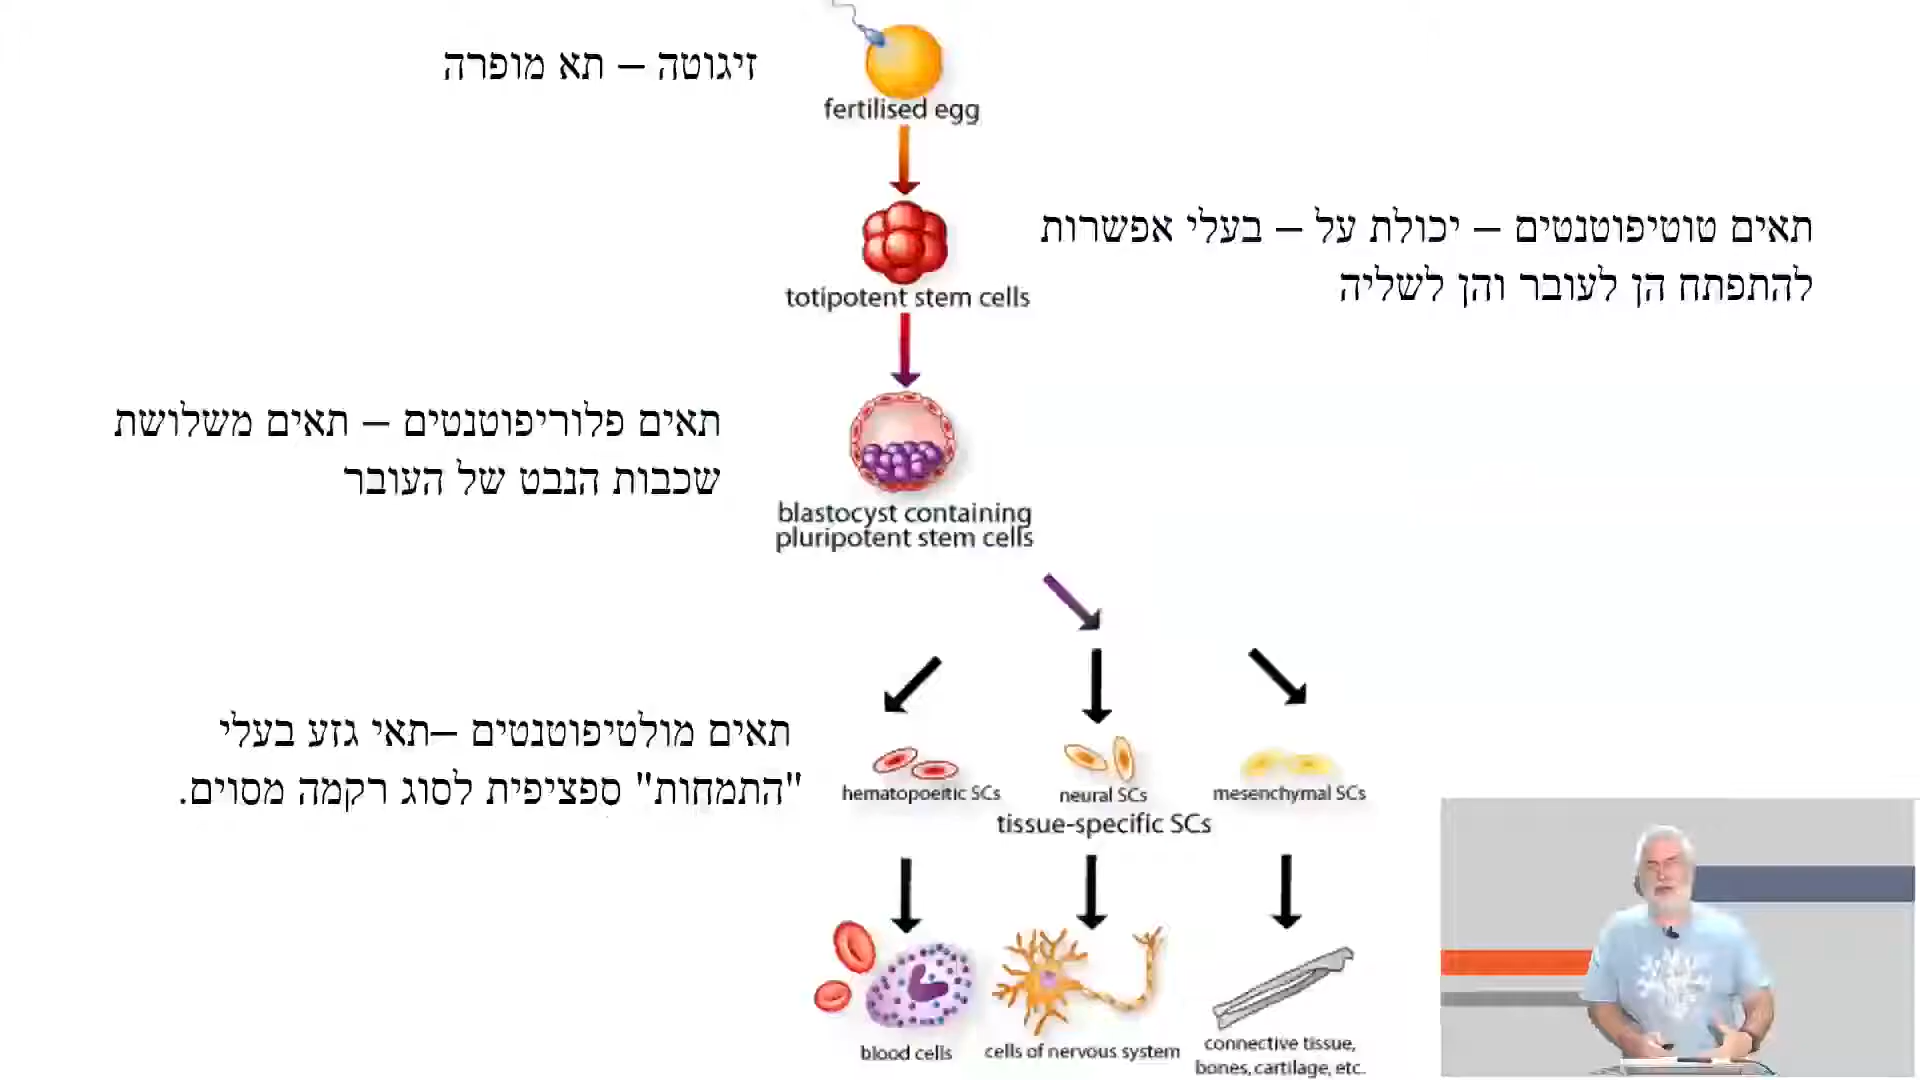 זיגוטה – תא מופרה
fertilised egg
תאים טוטיפוטנטים – יכולת על – בעלי אפשרות
להתפתח הן לעובר והן לשליה
totipotent stem cells
תאים פלוריפוטנטים – תאים משלושת
שכבות הנבט של העובר
blastocyst containing
pluripotent stem cells
תאים מולטיפוטנטים –תאי גזע בעלי
"התמחות" ספציפית לסוג רקמה מסוים.
hematopoeitic SCs
neural SCs
mesenchymal SCs
tissue-specific SCs
blood cells
cells of nervous system
connective tissue,
bones, cartilage, etc.